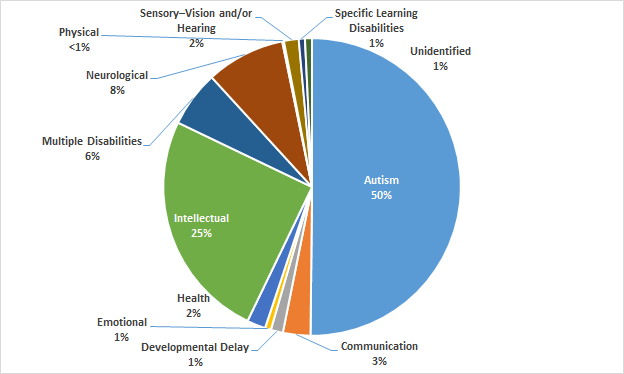 Sensory–Vision and/or
Hearing
2%
Specific Learning
Disabilities
1%
Physical
<1%
Unidentified
1%
Neurological
8%
Multiple Disabilities
6%
Autism
50%
Intellectual
25%
Health
2%
Emotional
1%
Developmental Delay
1%
Communication
3%